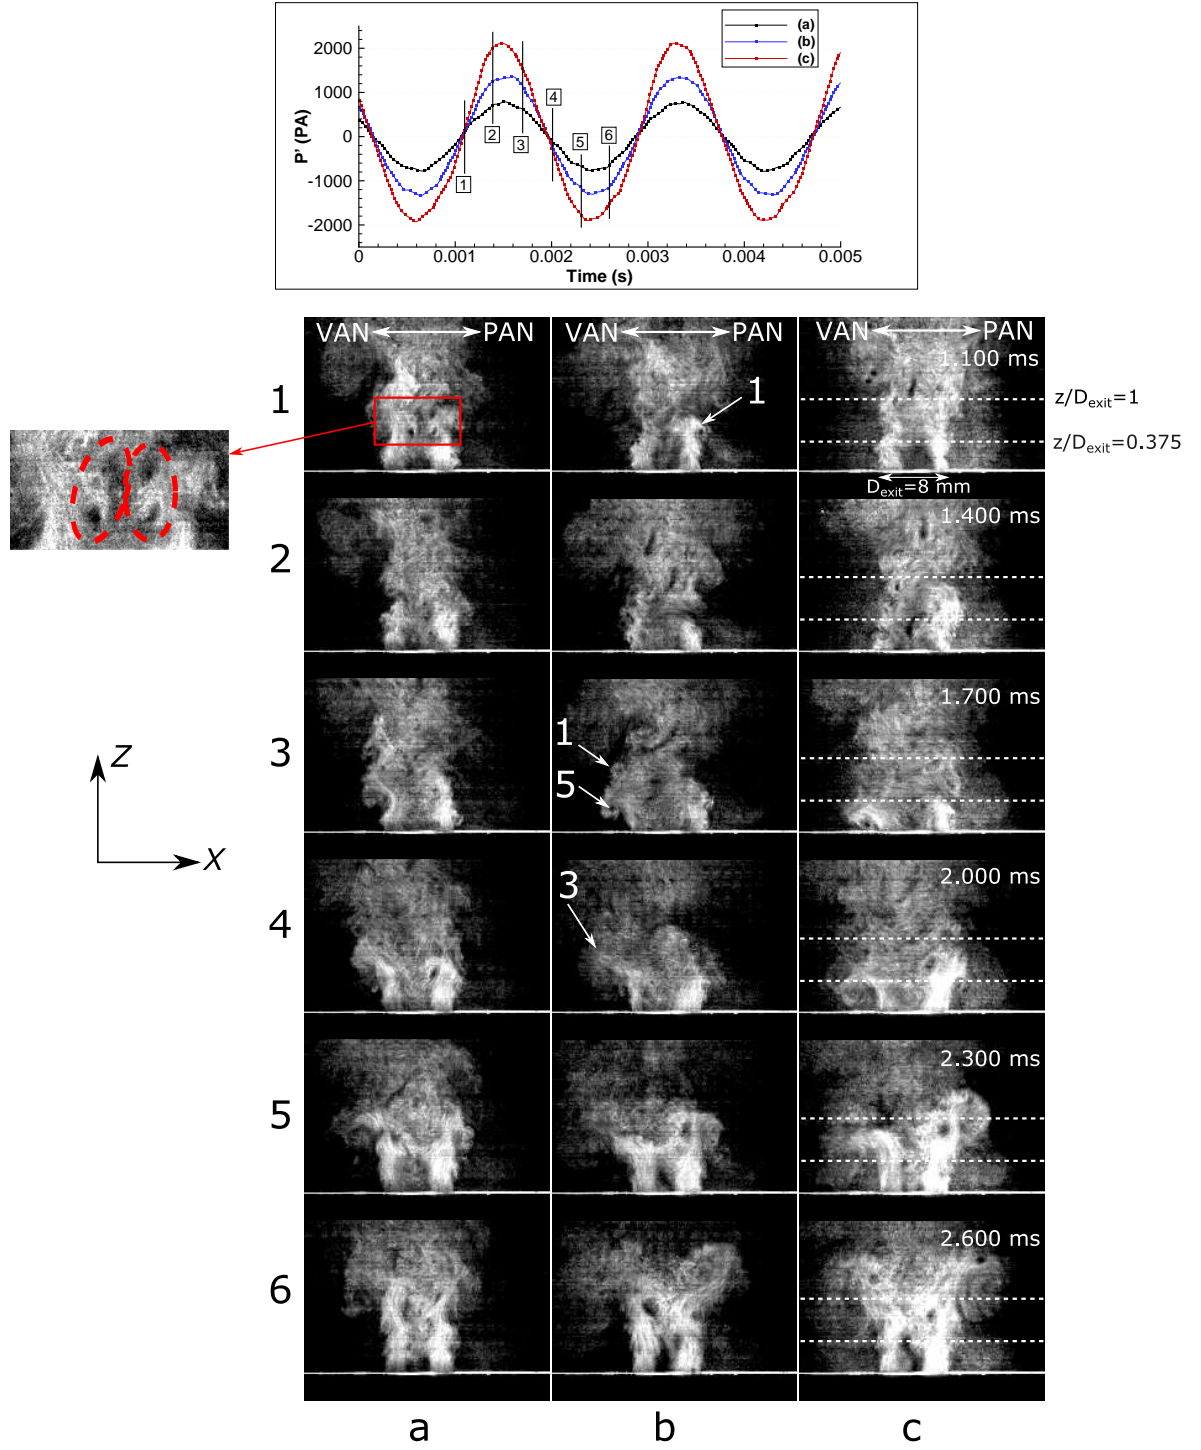 (a)
(b)
(c)
P' (PA)
2000
1000
0
-1000
-2000
1
2
3
4
5
6
0
0.001
0.002
0.003
0.004
0.005
Time (s)
VAN
PAN
VAN
PAN
VAN
PAN
1
1
1.100 ms
z/Dexit=1
z/Dexit=0.375
Dexit=8 mm
2
1.400 ms
3
1
5
1.700 ms
Z
X
4
3
2.000 ms
5
2.300 ms
6
2.600 ms
a
b
c